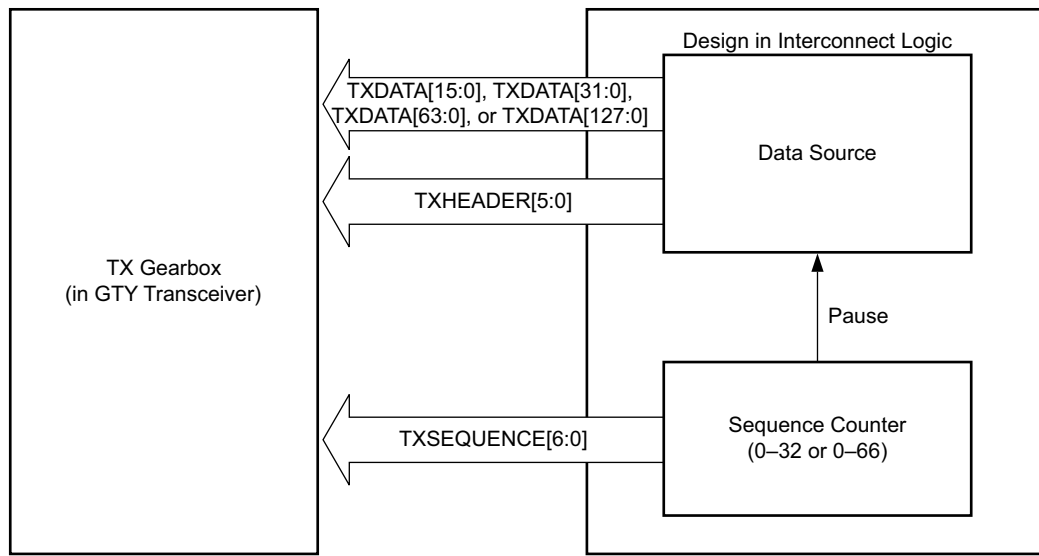 Design in Interconnect Logic
TXDATA[15:0], TXDATA[31:0],
TXDATA[63:0], or TXDATA[127:0]
Data Source
TXHEADER[5:0]
TX Gearbox
(in GTY Transceiver)
Pause
TXSEQUENCE[6:0]
Sequence Counter
(0–32 or 0–66)